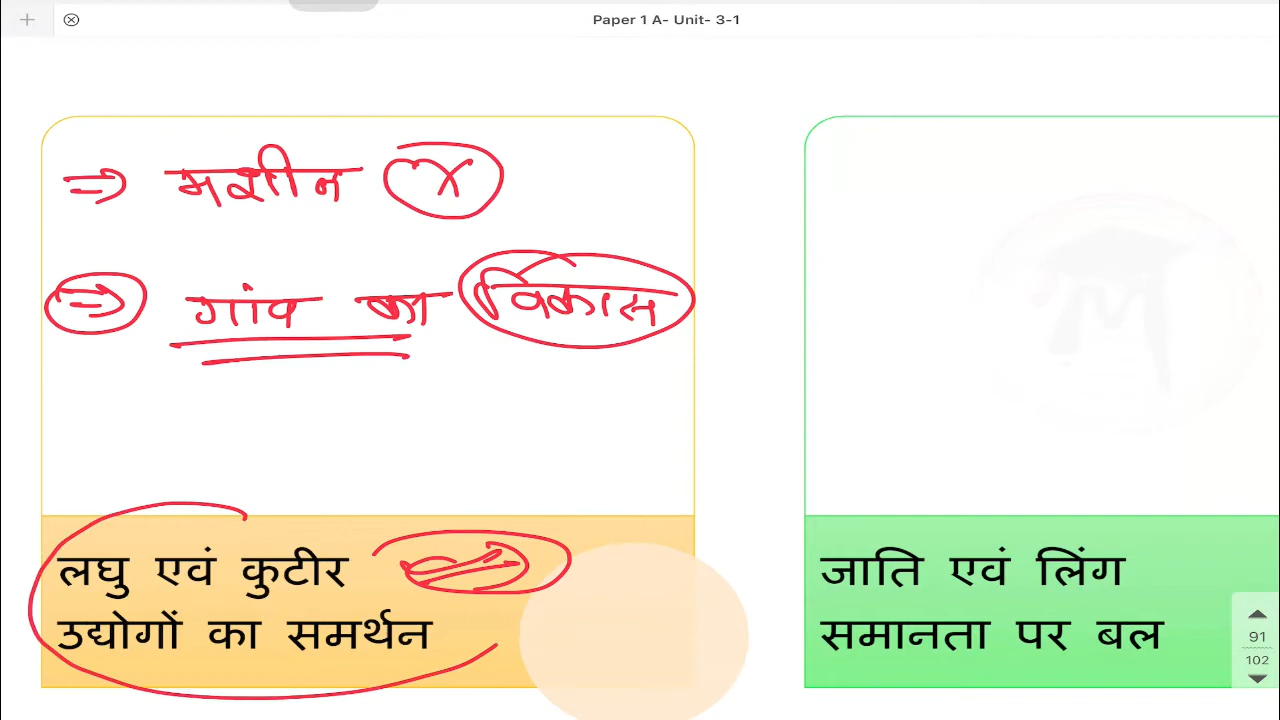 Paper 1 A- Unit- 3-1
⇒ मशीन X
⇒ गांव का विकास
लघु एवं कुटीर
उद्योगों का समर्थन
जाति एवं लिंग
समानता पर बल
91
102